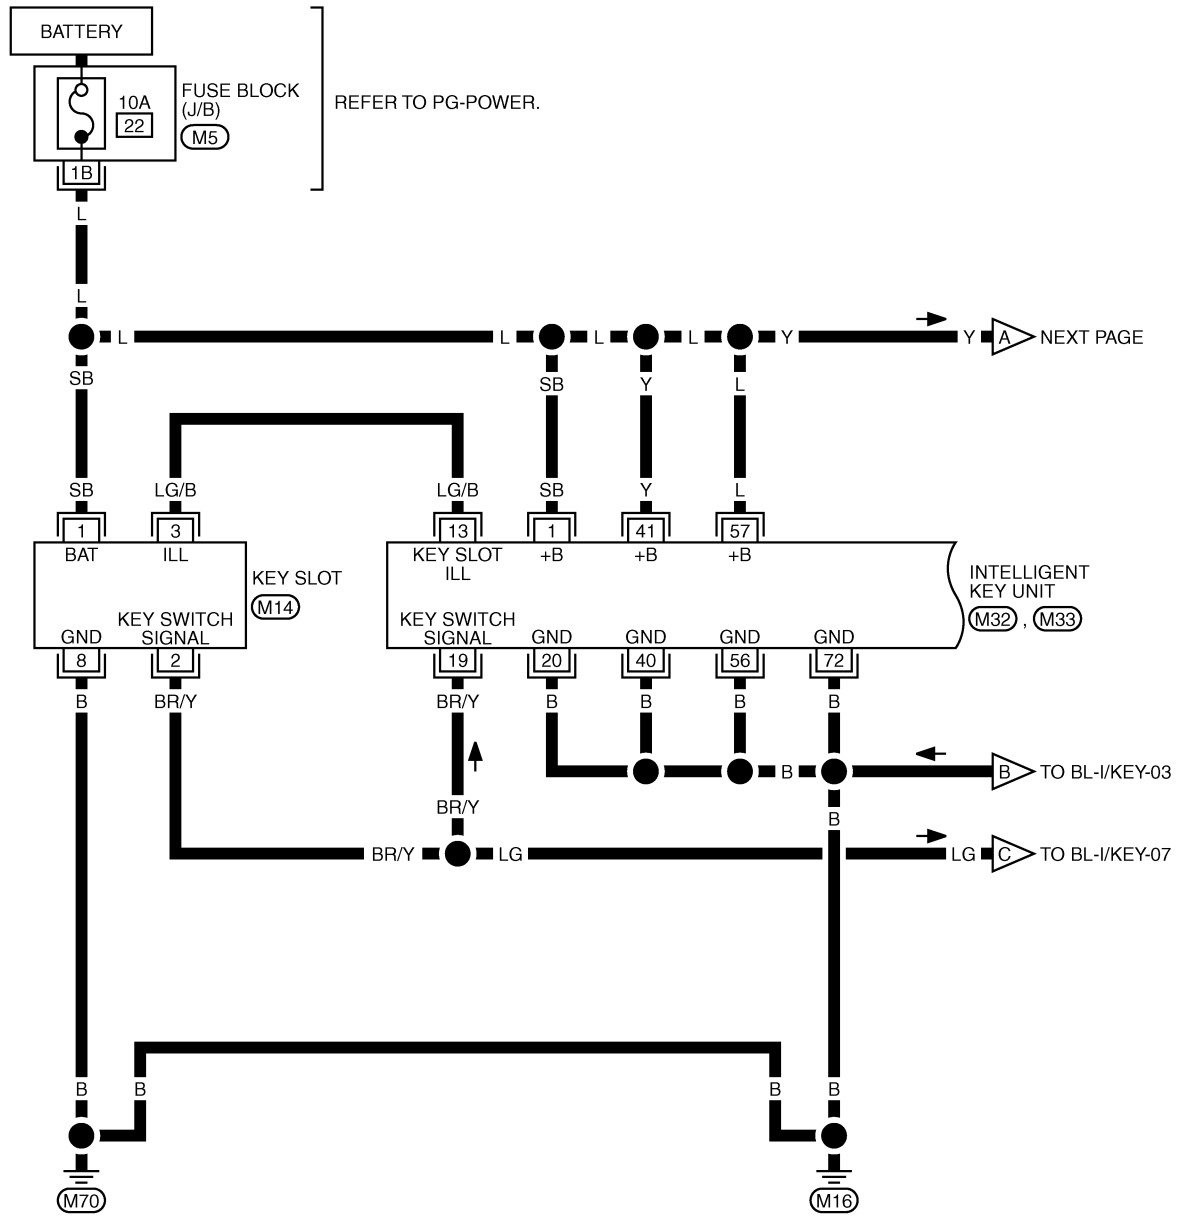 BATTERY
10A
22
FUSE BLOCK
(J/B)
M5
REFER TO PG-POWER.
1B
L
L
L
L
L
L
Y
Y
A
NEXT PAGE
SB
SB
Y
L
SB
LG/B
LG/B
SB
Y
L
1
3
13
1
41
57
BAT
ILL
KEY SLOT
ILL
+B
+B
+B
KEY SLOT
M14
INTELLIGENT
KEY UNIT
M32 , M33
GND
KEY SWITCH
SIGNAL
KEY SWITCH
SIGNAL
GND
GND
GND
GND
8
2
19
20
40
56
72
B
BR/Y
BR/Y
B
B
B
B
B
B
TO BL-I/KEY-03
BR/Y
B
BR/Y
LG
LG
C
TO BL-I/KEY-07
B
B
B
B
M70
M16